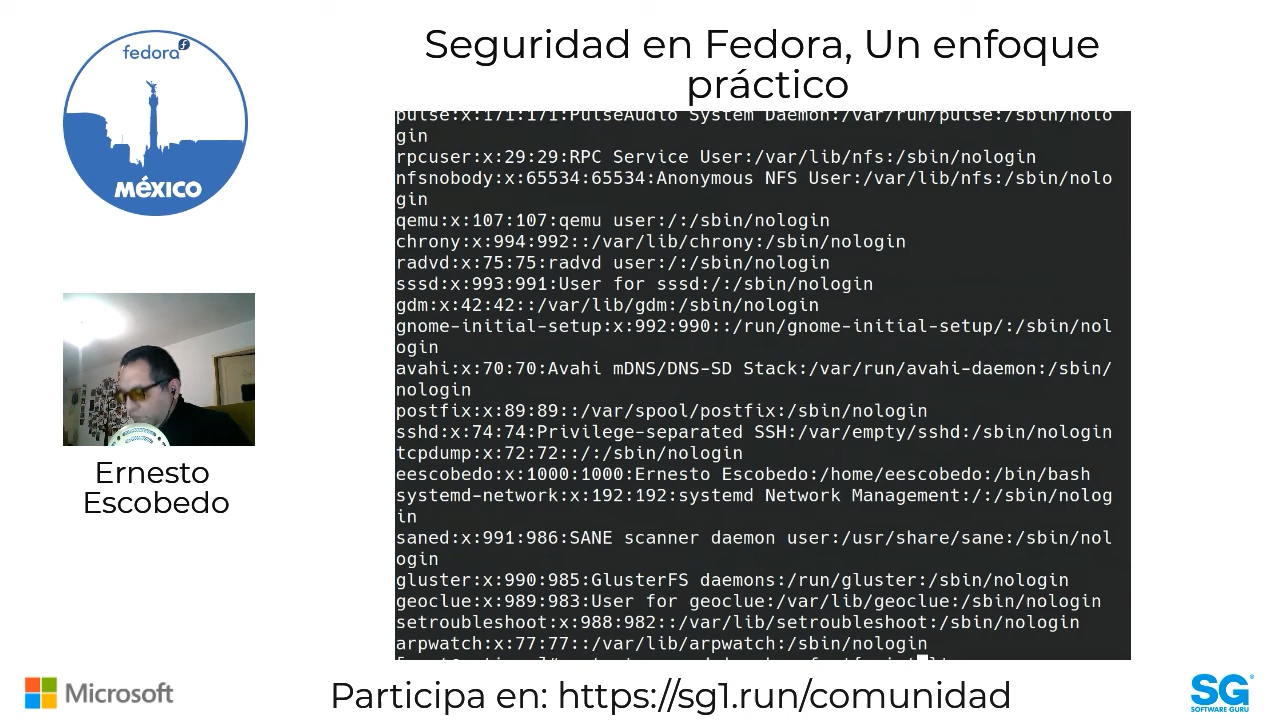 fedora
MéXICO
Seguridad en Fedora, Un enfoque
práctico
pulse:x:171:171:PulseAudio System Daemon:/var/run/pulse:/sbin/nolo
gin
rpcuser:x:29:29:RPC Service User:/var/lib/nfs:/sbin/nologin
nfsnobody:x:65534:65534:Anonymous NFS User:/var/lib/nfs:/sbin/nolo
gin
qemu:x:107:107:qemu user:/:/sbin/nologin
chrony:x:994:992::/var/lib/chrony:/sbin/nologin
radvd:x:75:75:radvd user:/:/sbin/nologin
sssd:x:993:991:User for sssd:/:/sbin/nologin
gdm:x:42:42::/var/lib/gdm:/sbin/nologin
gnome-initial-setup:x:992:990::/run/gnome-initial-setup/:/sbin/nol
ogin
avahi:x:70:70:Avahi mDNS/DNS-SD Stack:/var/run/avahi-daemon:/sbin/
nologin
postfix:x:89:89::/var/spool/postfix:/sbin/nologin
sshd:x:74:74:Privilege-separated SSH:/var/empty/sshd:/sbin/nologin
tcpdump:x:72:72::/:/sbin/nologin
eescobedo:x:1000:1000:Ernesto Escobedo:/home/eescobedo:/bin/bash
systemd-network:x:192:192:systemd Network Management:/:/sbin/nolog
in
saned:x:991:986:SANE scanner daemon user:/usr/share/sane:/sbin/nol
ogin
gluster:x:990:985:GlusterFS daemons:/run/gluster:/sbin/nologin
geoclue:x:989:983:User for geoclue:/var/lib/geoclue:/sbin/nologin
setroubleshoot:x:988:982::/var/lib/setroubleshoot:/sbin/nologin
arpwatch:x:77:77::/var/lib/arpwatch:/sbin/nologin
Ernesto
Escobedo
Microsoft
Participa en: https://sg1.run/comunidad
SG
SOFTWARE GURU